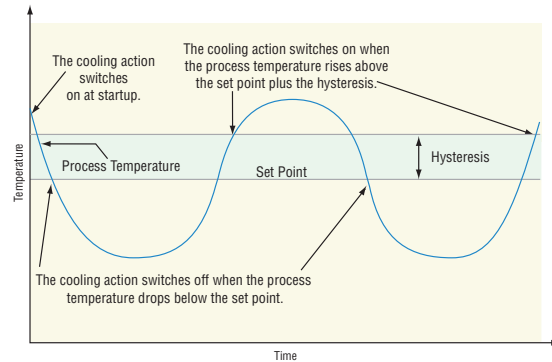 The cooling action
switches
on at startup.
The cooling action switches on when
the process temperature rises above
the set point plus the hysteresis.
Process Temperature
Set Point
Hysteresis
Temperature
The cooling action switches off when the process
temperature drops below the set point.
Time